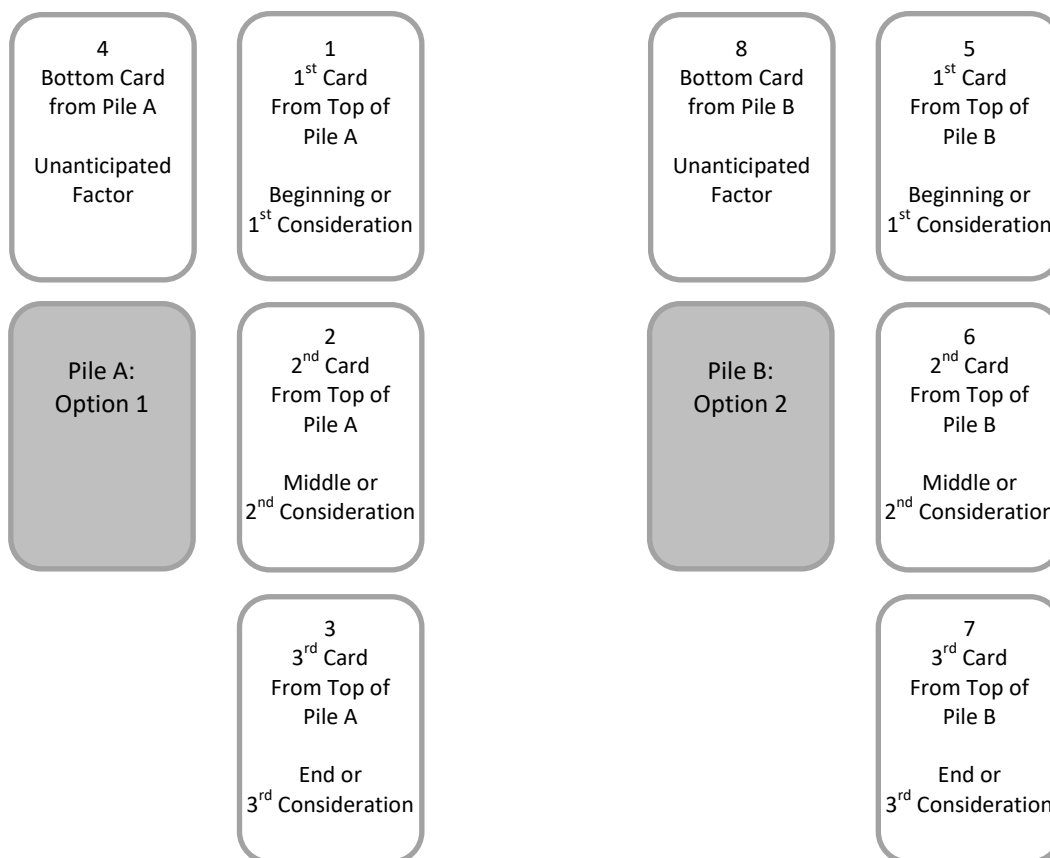 4
Bottom Card
from Pile A
Unanticipated
Factor
1
1st Card
From Top of
Pile A
Beginning or
1st Consideration
8
Bottom Card
from Pile B
Unanticipated
Factor
5
1st Card
From Top of
Pile B
Beginning or
1st Consideration
Pile A:
Option 1
2
2nd Card
From Top of
Pile A
Middle or
2nd Consideration
Pile B:
Option 2
6
2nd Card
From Top of
Pile B
Middle or
2nd Consideration
3
3rd Card
From Top of
Pile A
End or
3rd Consideration
7
3rd Card
From Top of
Pile B
End or
3rd Consideration